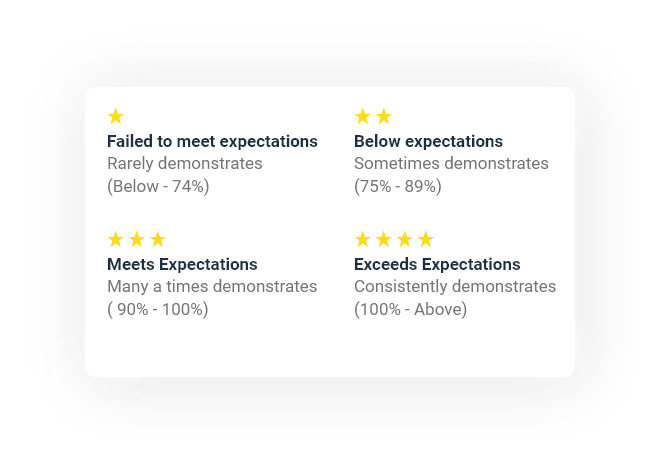 Failed to meet expectations
Rarely demonstrates
(Below - 74%)
Below expectations
Sometimes demonstrates
(75% - 89%)
Meets Expectations
Many a times demonstrates
( 90% - 100%)
Exceeds Expectations
Consistently demonstrates
(100% - Above)